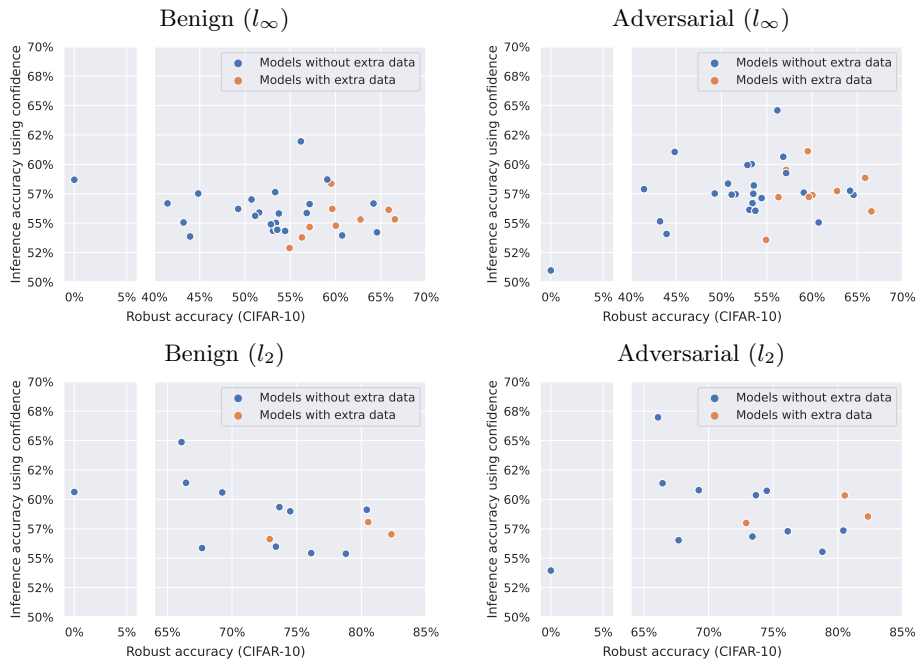 Benign (l∞)
Inference accuracy using confidence
70%
68%
65%
62%
60%
57%
55%
52%
50%
Models without extra data
Models with extra data
0% 5% 40% 45% 50% 55% 60% 65% 70%
Robust accuracy (CIFAR-10)
Adversarial (l∞)
Inference accuracy using confidence
70%
68%
65%
62%
60%
57%
55%
52%
50%
Models without extra data
Models with extra data
0% 5% 40% 45% 50% 55% 60% 65% 70%
Robust accuracy (CIFAR-10)
Benign (l2)
Inference accuracy using confidence
70%
68%
65%
62%
60%
57%
55%
52%
50%
Models without extra data
Models with extra data
0% 5% 65% 70% 75% 80% 85%
Robust accuracy (CIFAR-10)
Adversarial (l2)
Inference accuracy using confidence
70%
68%
65%
62%
60%
57%
55%
52%
50%
Models without extra data
Models with extra data
0% 5% 65% 70% 75% 80% 85%
Robust accuracy (CIFAR-10)